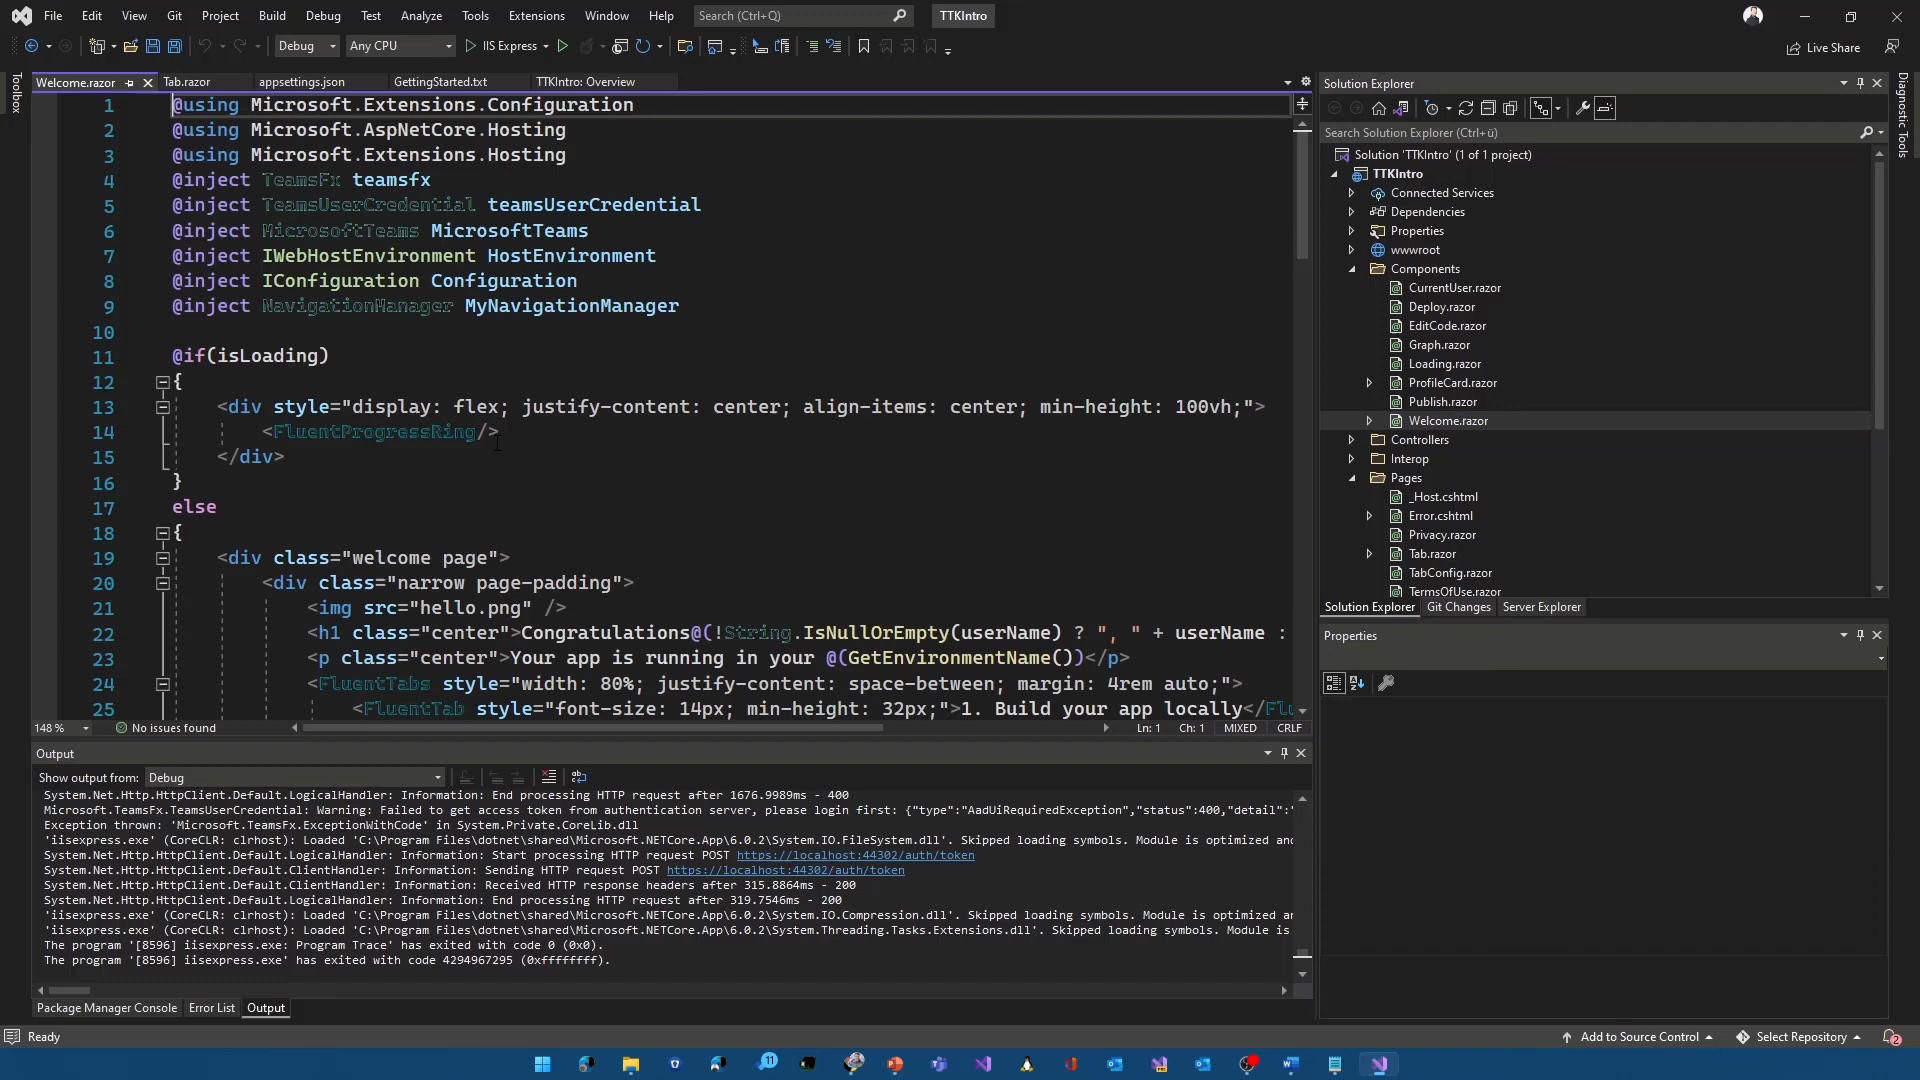 File Edit View Git Project Build Debug Test Analyze Tools Extensions Window Help Search (Ctrl+Q) TTKIntro
Debug Any CPU IIS Express Live Share
Toolbox
Welcome.razor Tab.razor appsettings.json GettingStarted.txt TTKIntro: Overview
1 @using Microsoft.Extensions.Configuration
2 @using Microsoft.AspNetCore.Hosting
3 @using Microsoft.Extensions.Hosting
4 @inject TeamsFx teamsfx
5 @inject TeamsUserCredential teamsUserCredential
6 @inject MicrosoftTeams MicrosoftTeams
7 @inject IWebHostEnvironment HostEnvironment
8 @inject IConfiguration Configuration
9 @inject NavigationManager MyNavigationManager
10
11 @if(isLoading)
12 {
13 <div style="display: flex; justify-content: center; align-items: center; min-height: 100vh;">
14 <FluentProgressRing/>
15 </div>
16 }
17 else
18 {
19 <div class="welcome page">
20 <div class="narrow page-padding">
21 <img src="hello.png" />
22 <h1 class="center">Congratulations@(!String.IsNullOrEmpty(userName) ? ", " + userName :
23 <p class="center">Your app is running in your @(GetEnvironmentName())</p>
24 <FluentTabs style="width: 80%; justify-content: space-between; margin: 4rem auto;">
25 <FluentTab style="font-size: 14px; min-height: 32px;">1. Build your app locally</Flu
148 % No issues found Ln: 1 Ch: 1 MIXED CRLF
Output
Show output from: Debug
System.Net.Http.HttpClient.Default.LogicalHandler: Information: End processing HTTP request after 1676.9989ms - 400
Microsoft.TeamsFx.TeamsUserCredential: Warning: Failed to get access token from authentication server, please login first: {"type":"AadUiRequiredException","status":400,"detail":"
Exception thrown: 'Microsoft.TeamsFx.ExceptionWithCode' in System.Private.CoreLib.dll
'iisexpress.exe' (CoreCLR: clrhost): Loaded 'C:\Program Files\dotnet\shared\Microsoft.NETCore.App\6.0.2\System.IO.FileSystem.dll'. Skipped loading symbols. Module is optimized and
System.Net.Http.HttpClient.Default.LogicalHandler: Information: Start processing HTTP request POST https://localhost:44302/auth/token
System.Net.Http.HttpClient.Default.ClientHandler: Information: Sending HTTP request POST https://localhost:44302/auth/token
System.Net.Http.HttpClient.Default.ClientHandler: Information: Received HTTP response headers after 315.8864ms - 200
System.Net.Http.HttpClient.Default.LogicalHandler: Information: End processing HTTP request after 319.7546ms - 200
'iisexpress.exe' (CoreCLR: clrhost): Loaded 'C:\Program Files\dotnet\shared\Microsoft.NETCore.App\6.0.2\System.IO.Compression.dll'. Skipped loading symbols. Module is optimized an
'iisexpress.exe' (CoreCLR: clrhost): Loaded 'C:\Program Files\dotnet\shared\Microsoft.NETCore.App\6.0.2\System.Threading.Tasks.Extensions.dll'. Skipped loading symbols. Module is
The program '[8596] iisexpress.exe: Program Trace' has exited with code 0 (0x0).
The program '[8596] iisexpress.exe' has exited with code 4294967295 (0xffffffff).
Package Manager Console Error List Output
Solution Explorer
Search Solution Explorer (Ctrl+ü)
Solution 'TTKIntro' (1 of 1 project)
TTKIntro
Connected Services
Dependencies
Properties
wwwroot
Components
CurrentUser.razor
Deploy.razor
EditCode.razor
Graph.razor
Loading.razor
ProfileCard.razor
Publish.razor
Welcome.razor
Controllers
Interop
Pages
_Host.cshtml
Error.cshtml
Privacy.razor
Tab.razor
TabConfig.razor
TermsOfUse.razor
Solution Explorer Git Changes Server Explorer
Properties
Diagnostic Tools
Ready Add to Source Control Select Repository 2
11